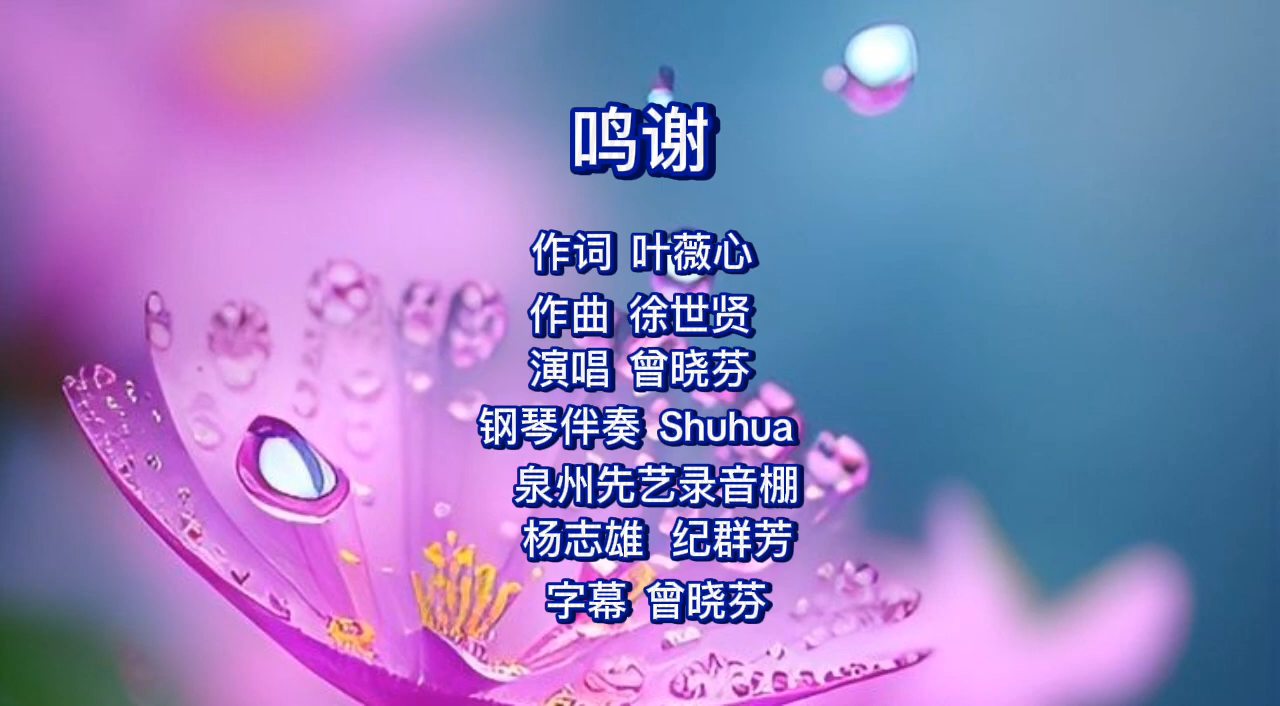 鸣谢
作词 叶薇心
作曲 徐世贤
演唱 曾晓芬
钢琴伴奏 Shuhua
泉州先艺录音棚
杨志雄 纪群芳
字幕 曾晓芬